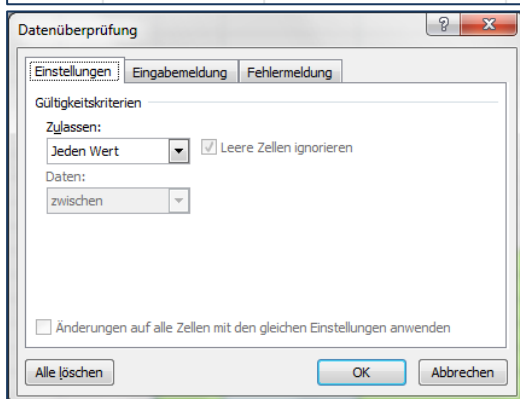 Datenüberprüfung
Einstellungen Eingabemeldung Fehlermeldung
Gültigkeitskriterien
Zulassen:
Jeden Wert Leere Zellen ignorieren
Daten:
zwischen
Änderungen auf alle Zellen mit den gleichen Einstellungen anwenden
Alle löschen OK Abbrechen